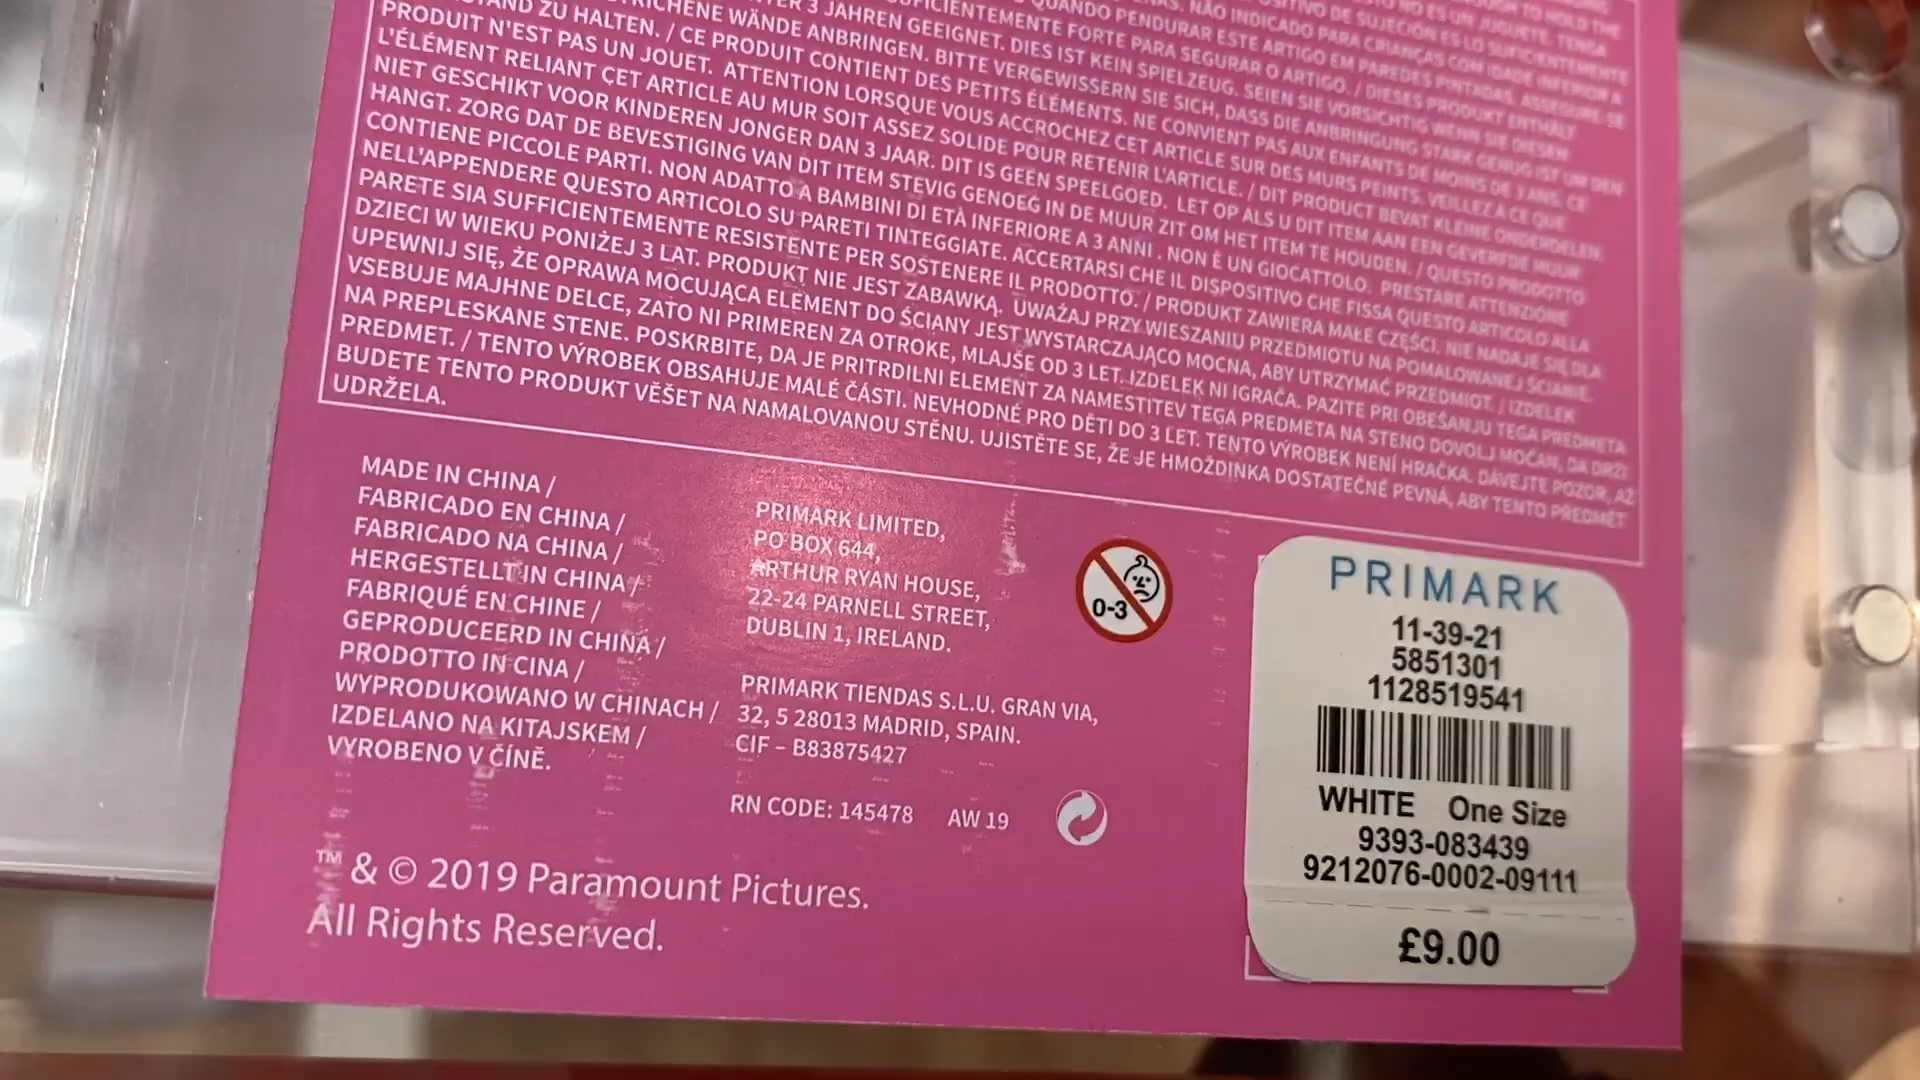 STAND ZU HALTEN. / CE PRODUIT CONTIENT DES PETITS ÉLÉMENTS. NE CONVIENT PAS AUX ENFANTS DE MOINS DE 3 ANS. CE
PRODUIT N'EST PAS UN JOUET. ATTENTION LORSQUE VOUS ACCROCHEZ CET ARTICLE SUR DES MURS PEINTS. VEILLEZ À CE QUE
L'ÉLÉMENT RELIANT CET ARTICLE AU MUR SOIT ASSEZ SOLIDE POUR RETENIR L'ARTICLE. / DIT PRODUCT BEVAT KLEINE ONDERDELEN.
NIET GESCHIKT VOOR KINDEREN JONGER DAN 3 JAAR. DIT IS GEEN SPEELGOED. LET OP ALS U DIT ITEM AAN EEN GEVERFDE MUUR
HANGT. ZORG DAT DE BEVESTIGING VAN DIT ITEM STEVIG GENOEG IN DE MUUR ZIT OM HET ITEM TE HOUDEN. / QUESTO PRODOTTO
CONTIENE PICCOLE PARTI. NON ADATTO A BAMBINI DI ETÀ INFERIORE A 3 ANNI . NON È UN GIOCATTOLO. PRESTARE ATTENZIONE
NELL'APPENDERE QUESTO ARTICOLO SU PARETI TINTEGGIATE. ACCERTARSI CHE IL DISPOSITIVO CHE FISSA QUESTO ARTICOLO ALLA
PARETE SIA SUFFICIENTEMENTE RESISTENTE PER SOSTENERE IL PRODOTTO. / PRODUKT ZAWIERA MAŁE CZĘŚCI. NIE NADAJE SIĘ DLA
DZIECI W WIEKU PONIŻEJ 3 LAT. PRODUKT NIE JEST ZABAWKĄ. UWAŻAJ PRZY WIESZANIU PRZEDMIOTU NA POMALOWANEJ ŚCIANIE.
UPEWNIJ SIĘ, ŻE OPRAWA MOCUJĄCA ELEMENT DO ŚCIANY JEST WYSTARCZAJĄCO MOCNA, ABY UTRZYMAĆ PRZEDMIOT. / IZDELEK
VSEBUJE MAJHNE DELCE, ZATO NI PRIMEREN ZA OTROKE, MLAJŠE OD 3 LET. IZDELEK NI IGRAČA. PAZITE PRI OBEŠANJU TEGA PREDMETA
NA PREPLESKANE STENE. POSKRBITE, DA JE PRITRDILNI ELEMENT ZA NAMESTITEV TEGA PREDMETA NA STENO DOVOLJ MOČAN, DA DRŽI
PREDMET. / TENTO VÝROBEK OBSAHUJE MALÉ ČÁSTI. NEVHODNÉ PRO DĚTI DO 3 LET. TENTO VÝROBEK NENÍ HRAČKA. DÁVEJTE POZOR, AŽ
BUDETE TENTO PRODUKT VĚŠET NA NAMALOVANOU STĚNU. UJISTĚTE SE, ŽE JE HMOŽDINKA DOSTATEČNĚ PEVNÁ, ABY TENTO PŘEDMĚT
UDRŽELA.
MADE IN CHINA /
FABRICADO EN CHINA /
FABRICADO NA CHINA /
HERGESTELLT IN CHINA /
FABRIQUÉ EN CHINE /
GEPRODUCEERD IN CHINA /
PRODOTTO IN CINA /
WYPRODUKOWANO W CHINACH /
IZDELANO NA KITAJSKEM /
VYROBENO V ČÍNĚ.
PRIMARK LIMITED,
PO BOX 644,
ARTHUR RYAN HOUSE,
22-24 PARNELL STREET,
DUBLIN 1, IRELAND.
PRIMARK TIENDAS S.L.U. GRAN VIA,
32, 5 28013 MADRID, SPAIN.
CIF – B83875427
RN CODE: 145478 AW 19
0-3
™ & © 2019 Paramount Pictures.
All Rights Reserved.
PRIMARK
11-39-21
5851301
1128519541
WHITE One Size
9393-083439
9212076-0002-09111
£9.00